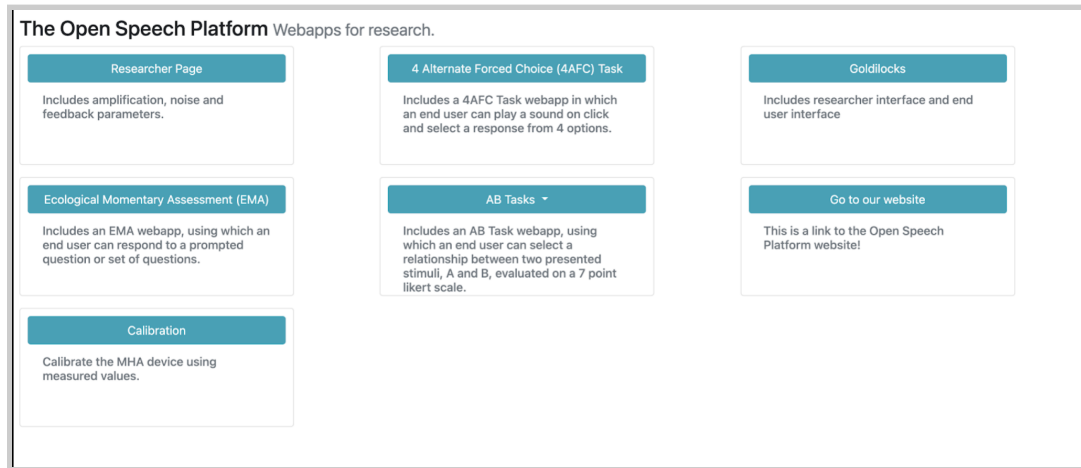 The Open Speech Platform Webapps for research.
Researcher Page
Includes amplification, noise and
feedback parameters.
4 Alternate Forced Choice (4AFC) Task
Includes a 4AFC Task webapp in which
an end user can play a sound on click
and select a response from 4 options.
Goldilocks
Includes researcher interface and end
user interface
Ecological Momentary Assessment (EMA)
Includes an EMA webapp, using which an
end user can respond to a prompted
question or set of questions.
AB Tasks
Includes an AB Task webapp, using
which an end user can select a
relationship between two presented
stimuli, A and B, evaluated on a 7 point
likert scale.
Go to our website
This is a link to the Open Speech
Platform website!
Calibration
Calibrate the MHA device using
measured values.